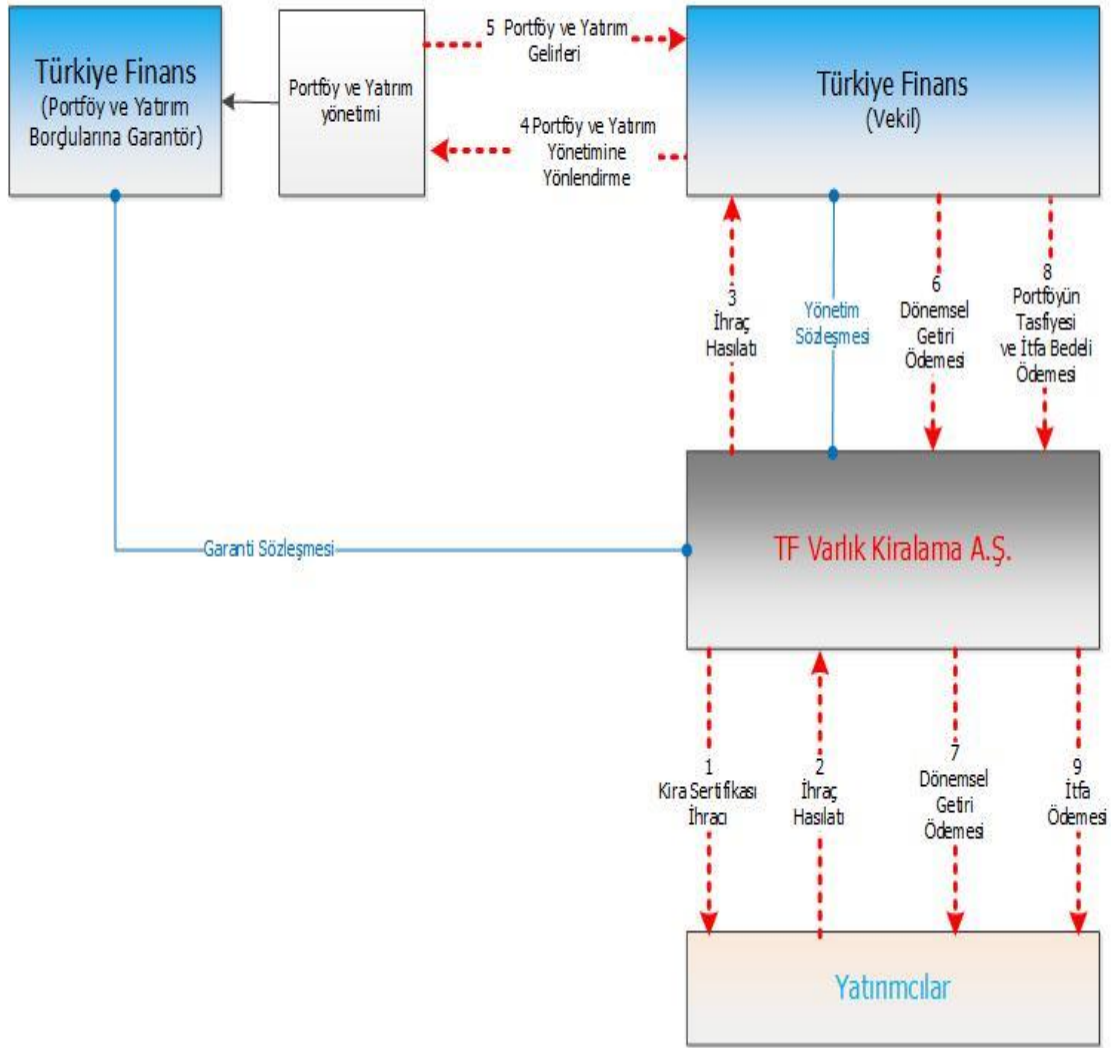 Türkiye Finans
(Portföy ve Yatırım
Borçlularına Garantör)
Portföy ve Yatırım
yönetimi
5 Portföy ve Yatırım
Gelirleri
4 Portföy ve Yatırım
Yönetimine
Yönlendirme
Türkiye Finans
(Vekil)
3
İhraç
Hasılatı
Yönetim
Sözleşmesi
6
Dönemsel
Getiri
Ödemesi
8
Portföyün
Tasfiyesi
ve İtfa Bedeli
Ödemesi
Garanti Sözleşmesi
TF Varlık Kiralama A.Ş.
1
Kira Sertifikası
İhracı
2
İhraç
Hasılatı
7
Dönemsel
Getiri
Ödemesi
9
İtfa
Ödemesi
Yatırımcılar